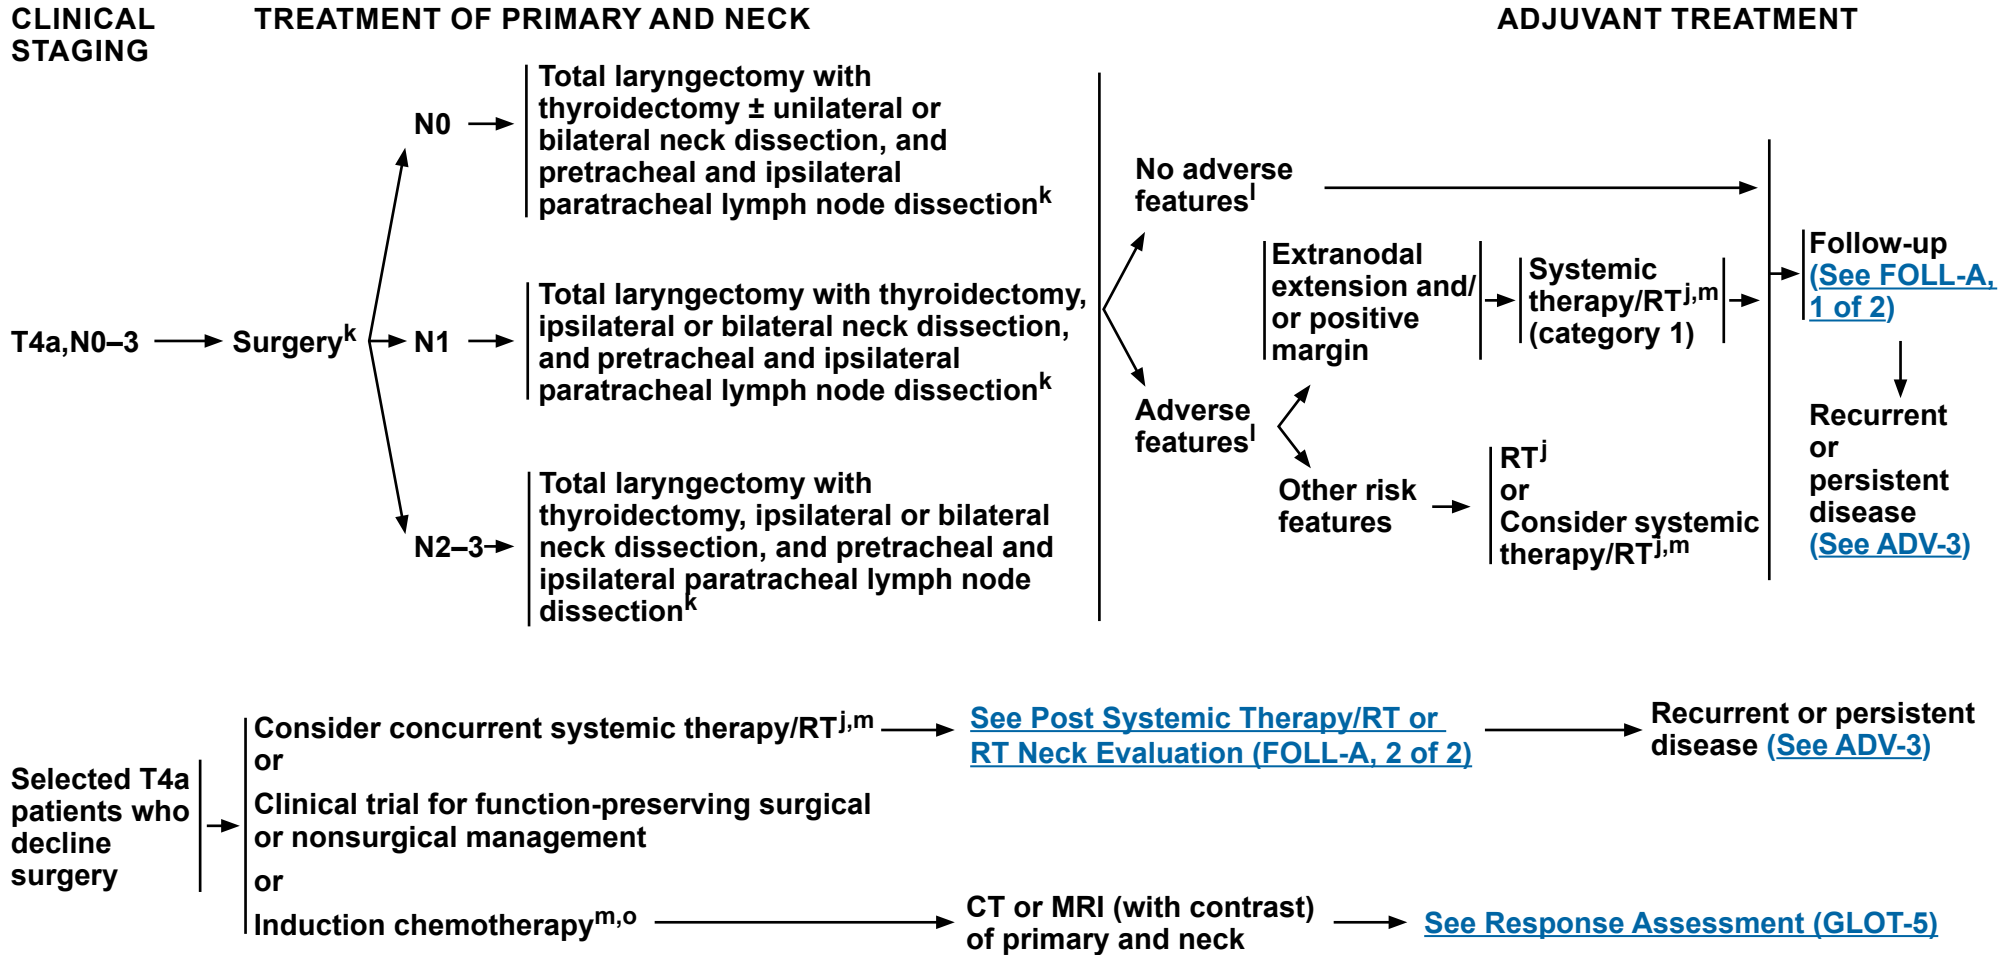 CLINICAL
STAGING
TREATMENT OF PRIMARY AND NECK
ADJUVANT TREATMENT
T4a,N0–3
Surgeryk
N0
Total laryngectomy with
thyroidectomy ± unilateral or
bilateral neck dissection, and
pretracheal and ipsilateral
paratracheal lymph node dissectionk
N1
Total laryngectomy with thyroidectomy,
ipsilateral or bilateral neck dissection,
and pretracheal and ipsilateral
paratracheal lymph node dissectionk
N2–3
Total laryngectomy with
thyroidectomy, ipsilateral or bilateral
neck dissection, and pretracheal and
ipsilateral paratracheal lymph node
dissectionk
No adverse
featuresl
Adverse
featuresl
Extranodal
extension and/
or positive
margin
Systemic
therapy/RTj,m
(category 1)
Other risk
features
RTj
or
Consider systemic
therapy/RTj,m
Follow-up
(See FOLL-A,
1 of 2)
Recurrent
or
persistent
disease
(See ADV-3)
Selected T4a
patients who
decline
surgery
Consider concurrent systemic therapy/RTj,m
or
Clinical trial for function-preserving surgical
or nonsurgical management
or
Induction chemotherapym,o
See Post Systemic Therapy/RT or
RT Neck Evaluation (FOLL-A, 2 of 2)
Recurrent or persistent
disease (See ADV-3)
CT or MRI (with contrast)
of primary and neck
See Response Assessment (GLOT-5)